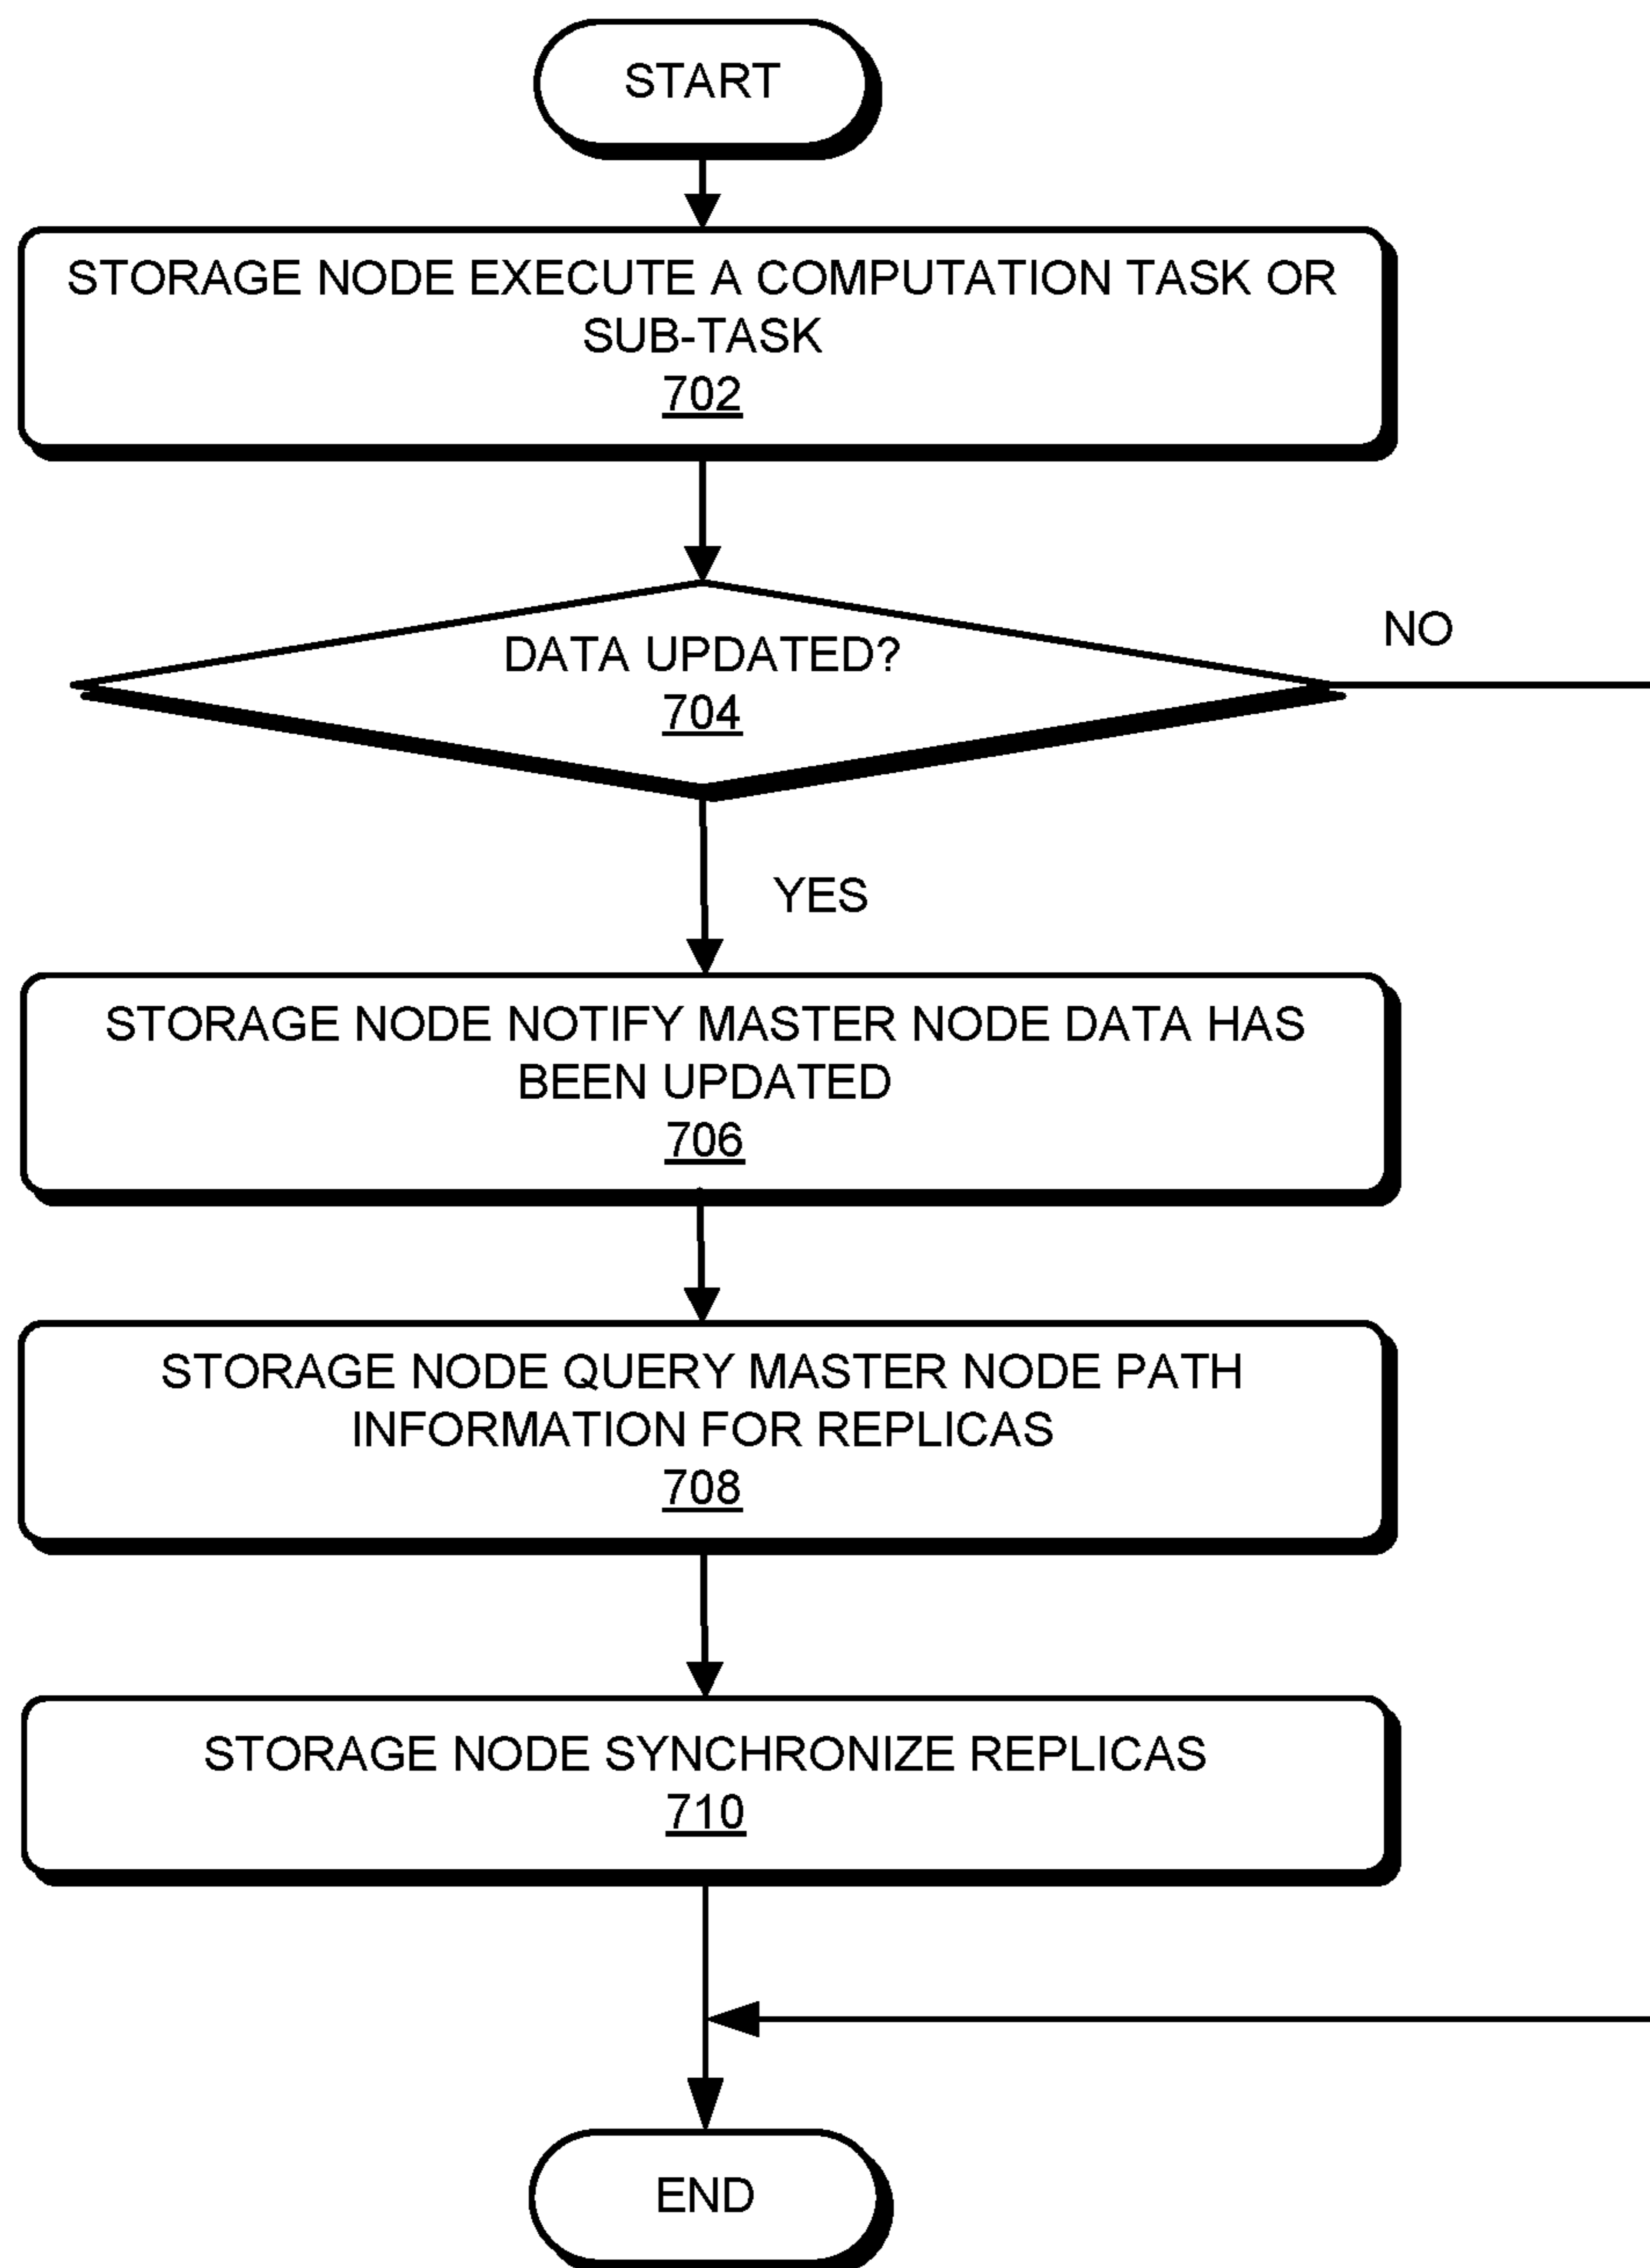 START
STORAGE NODE EXECUTE A COMPUTATION TASK OR
SUB-TASK
702
DATA UPDATED?
704
NO
YES
STORAGE NODE NOTIFY MASTER NODE DATA HAS
BEEN UPDATED
706
STORAGE NODE QUERY MASTER NODE PATH
INFORMATION FOR REPLICAS
708
STORAGE NODE SYNCHRONIZE REPLICAS
710
END